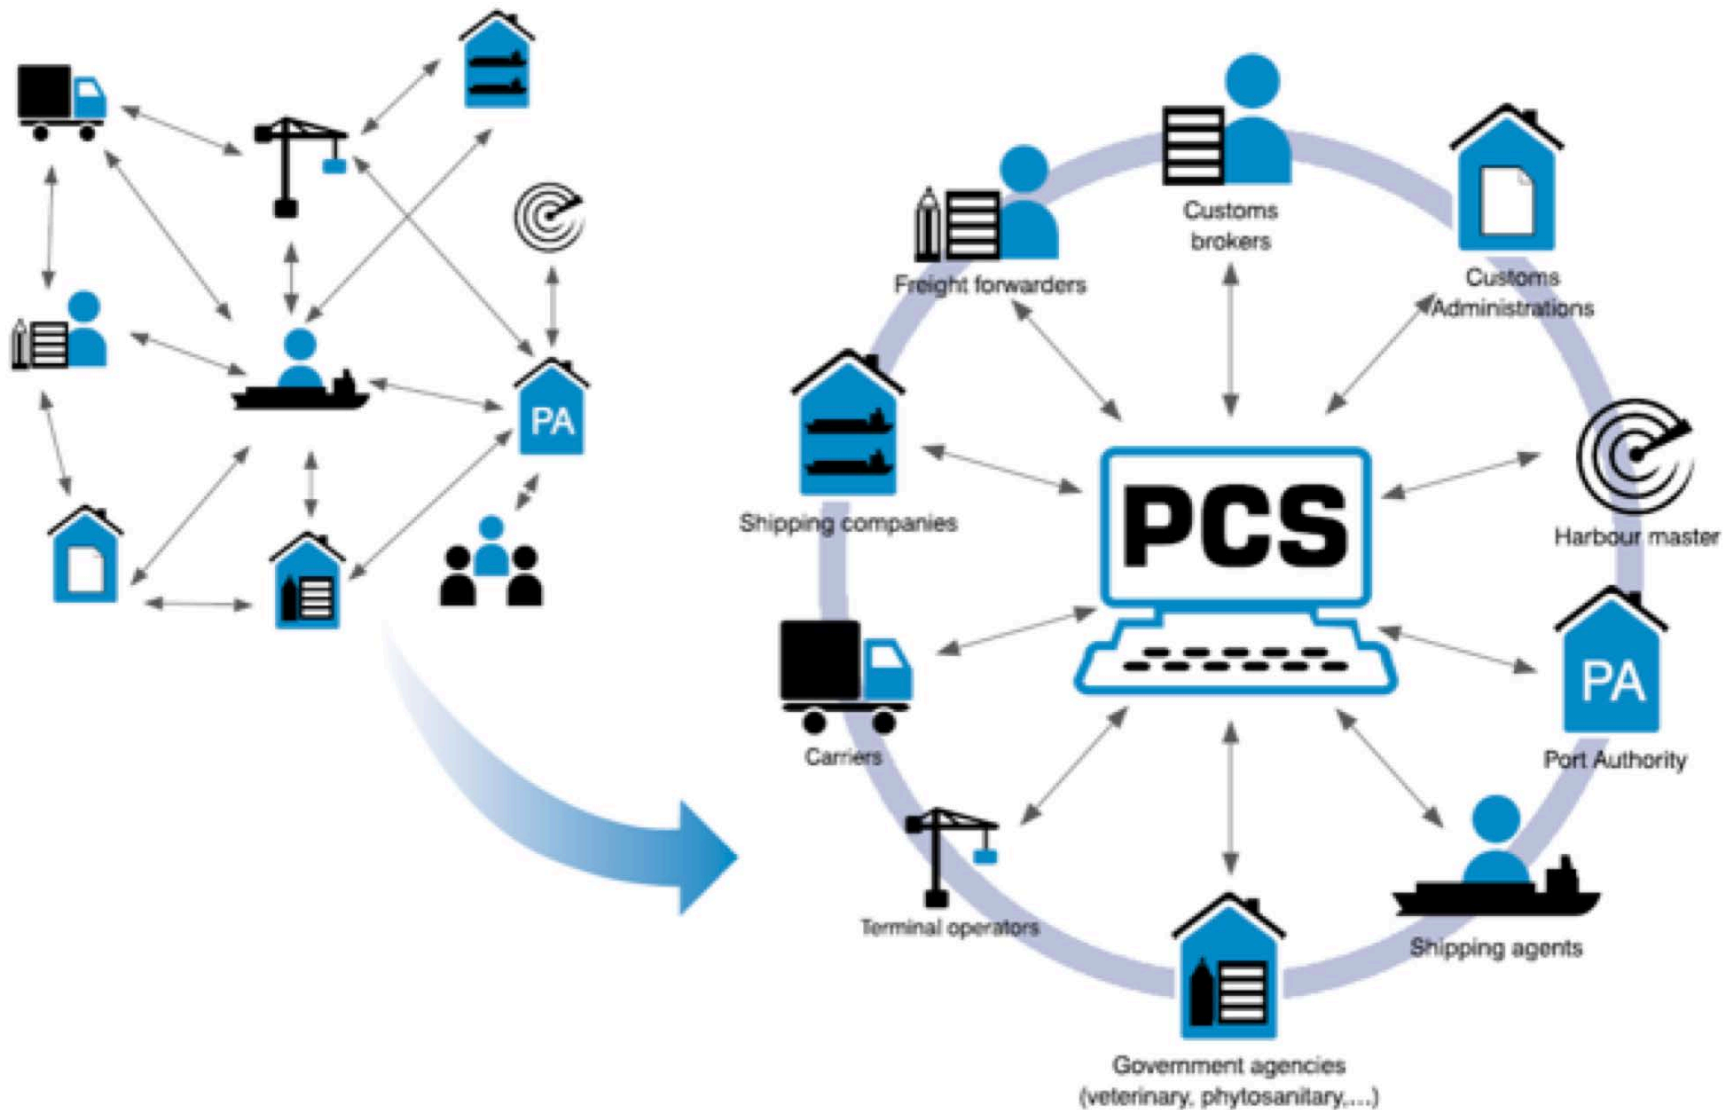 PA
Customs
brokers
Freight forwarders
Customs
Administrations
Shipping companies
PCS
Harbour master
PA
Port Authority
Carriers
Terminal operators
Shipping agents
Government agencies
(veterinary, phytosanitary,...)